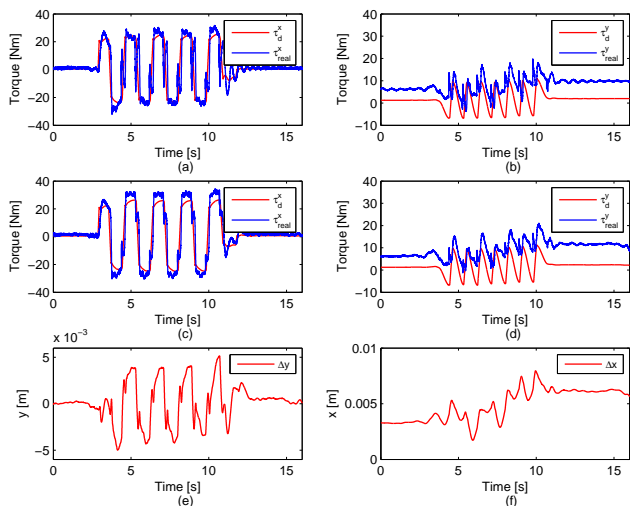 40
20
0
−20
−40
Torque [Nm]
0 5 10 15
Time [s]
(a)
τ_d^x
τ_real^x
40
30
20
10
0
−10
Torque [Nm]
0 5 10 15
Time [s]
(b)
τ_d^y
τ_real^y
40
20
0
−20
−40
Torque [Nm]
0 5 10 15
Time [s]
(c)
τ_d^x
τ_real^x
40
30
20
10
0
−10
Torque [Nm]
0 5 10 15
Time [s]
(d)
τ_d^y
τ_real^y
x 10^−3
5
0
−5
y [m]
0 5 10 15
Time [s]
(e)
Δy
0.01
0.005
0
x [m]
0 5 10 15
Time [s]
(f)
Δx